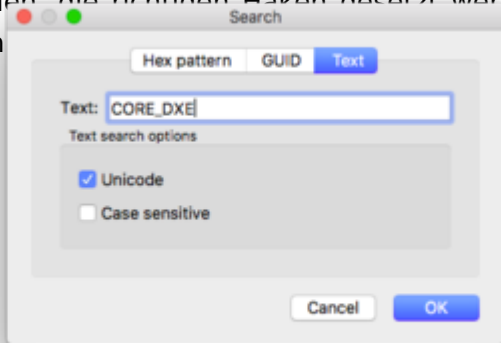 Search
Hex pattern GUID Text
Text: CORE_DXE
Text search options
Unicode
Case sensitive
Cancel OK